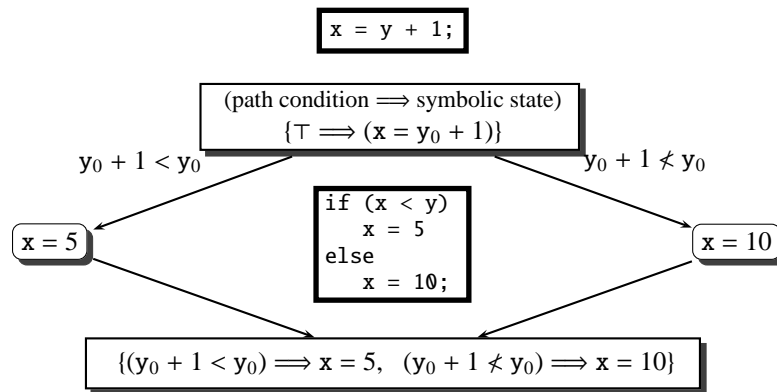 x = y + 1;
(path condition ⟹ symbolic state)
{⊤ ⟹ (x = y₀ + 1)}
y₀ + 1 < y₀
y₀ + 1 ≮ y₀
if (x < y)
x = 5
else
x = 10;
x = 5
x = 10
{(y₀ + 1 < y₀) ⟹ x = 5, (y₀ + 1 ≮ y₀) ⟹ x = 10}